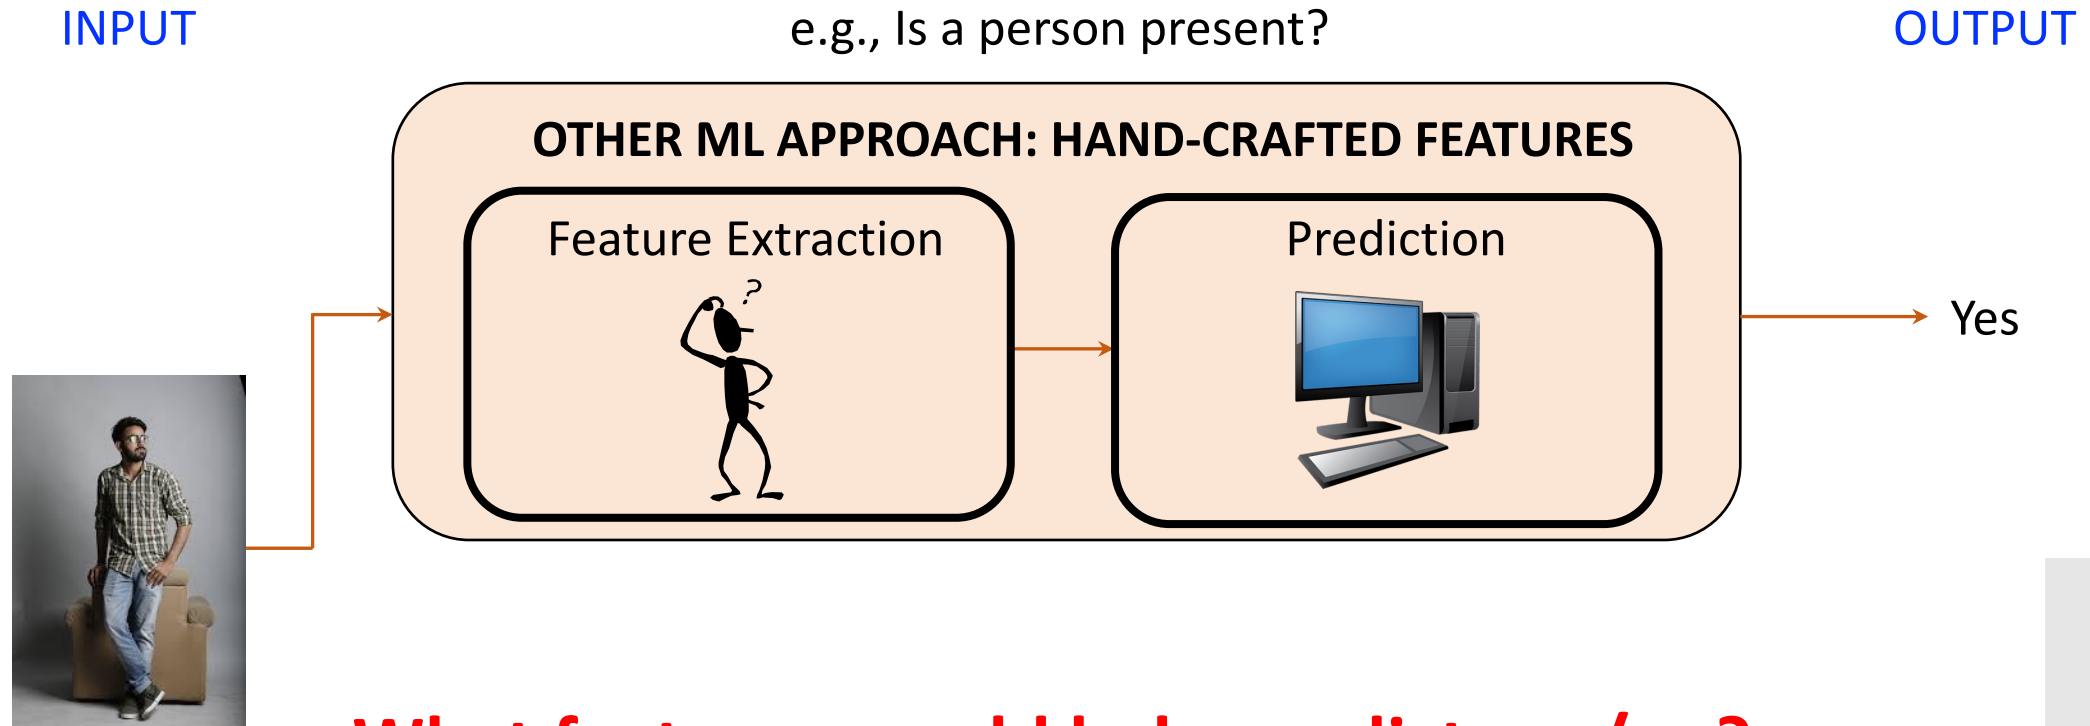 INPUT
e.g., Is a person present?
OUTPUT
OTHER ML APPROACH: HAND-CRAFTED FEATURES
Feature Extraction
Prediction
?
Yes